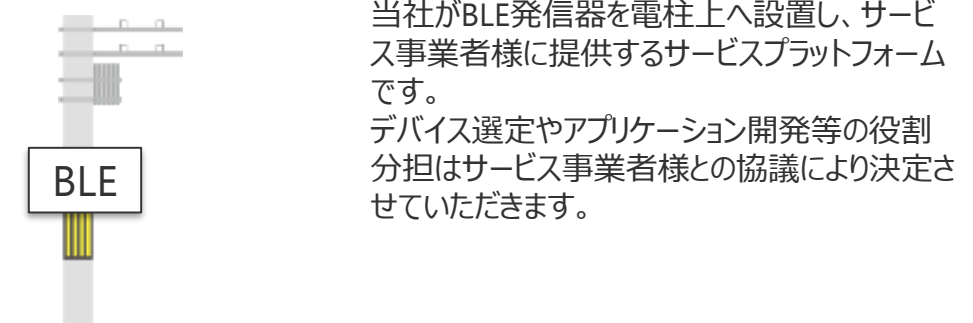 当社がBLE発信器を電柱上へ設置し、サービ
ス事業者様に提供するサービスプラットフォーム
です。
デバイス選定やアプリケーション開発等の役割
分担はサービス事業者様との協議により決定さ
せていただきます。
BLE